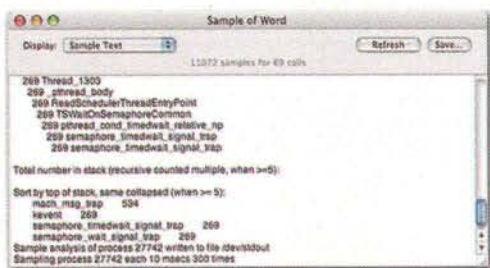 Sample of Word
Display: Sample Text Refresh Save...
11072 samples for 69 calls
269 Thread_1303
269 _pthread_body
269 ReadSchedulerThreadEntryPoint
269 TSWaitOnSemaphoreCommon
269 pthread_cond_timedwait_relative_np
269 semaphore_timedwait_signal_trap
269 semaphore_timedwait_signal_trap
Total number in stack (recursive counted multiple, when >=5):
Sort by top of stack, same collapsed (when >= 5):
mach_msg_trap 534
kevent 269
semaphore_timedwait_signal_trap 269
semaphore_wait_signal_trap 269
Sample analysis of process 27742 written to file /dev/stdout
Sampling process 27742 each 10 msecs 300 times